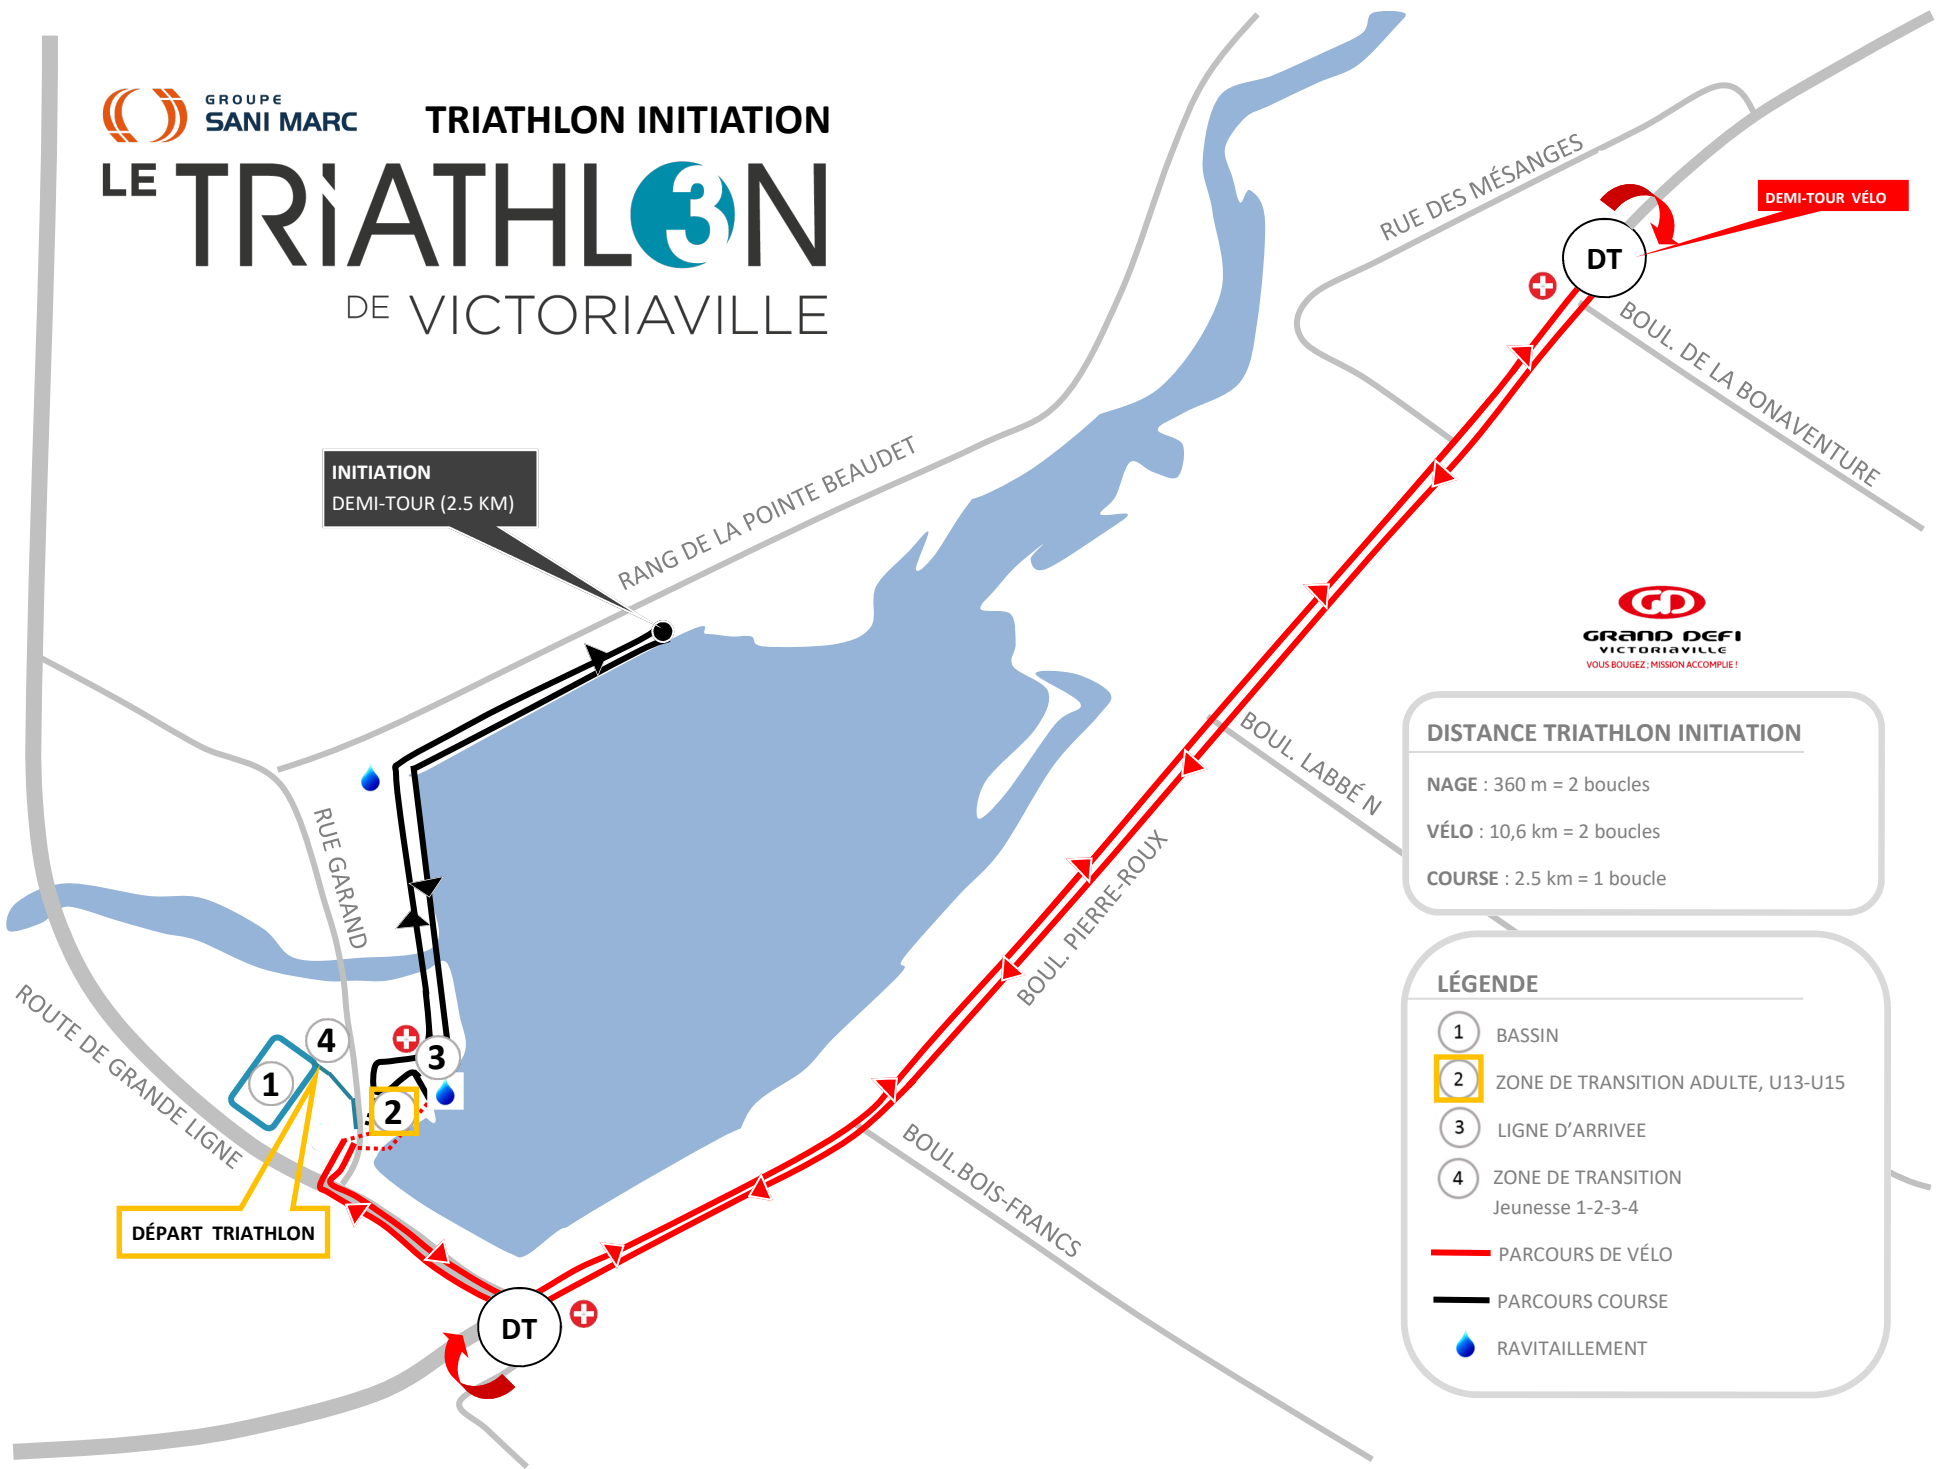 GROUPE
SANI MARC
TRIATHLON INITIATION
LE TRiATHL3N
DE VICTORIAVILLE
RUE DES MÉSANGES
DEMI-TOUR VÉLO
DT
BOUL. DE LA BONAVENTURE
INITIATION
DEMI-TOUR (2.5 KM)
RANG DE LA POINTE BEAUDET
GD
GRAND DEFI
VICTORIAVILLE
VOUS BOUGEZ ; MISSION ACCOMPLIE !
BOUL. LABBÉ N
DISTANCE TRIATHLON INITIATION
NAGE : 360 m = 2 boucles
VÉLO : 10,6 km = 2 boucles
COURSE : 2.5 km = 1 boucle
RUE GARAND
BOUL. PIERRE-ROUX
ROUTE DE GRANDE LIGNE
4
3
1
2
BOUL.BOIS-FRANCS
DÉPART TRIATHLON
DT
LÉGENDE
1 BASSIN
2 ZONE DE TRANSITION ADULTE, U13-U15
3 LIGNE D'ARRIVEE
4 ZONE DE TRANSITION
Jeunesse 1-2-3-4
PARCOURS DE VÉLO
PARCOURS COURSE
RAVITAILLEMENT